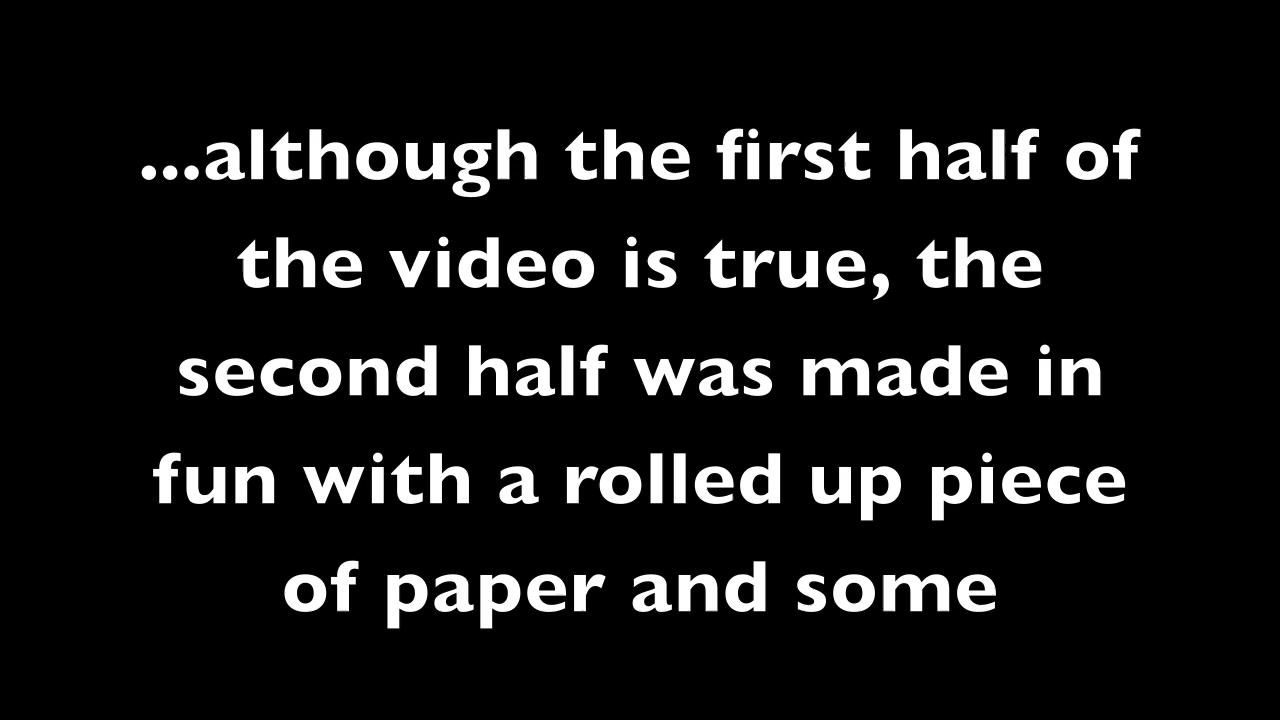 ...although the first half of
the video is true, the
second half was made in
fun with a rolled up piece
of paper and some